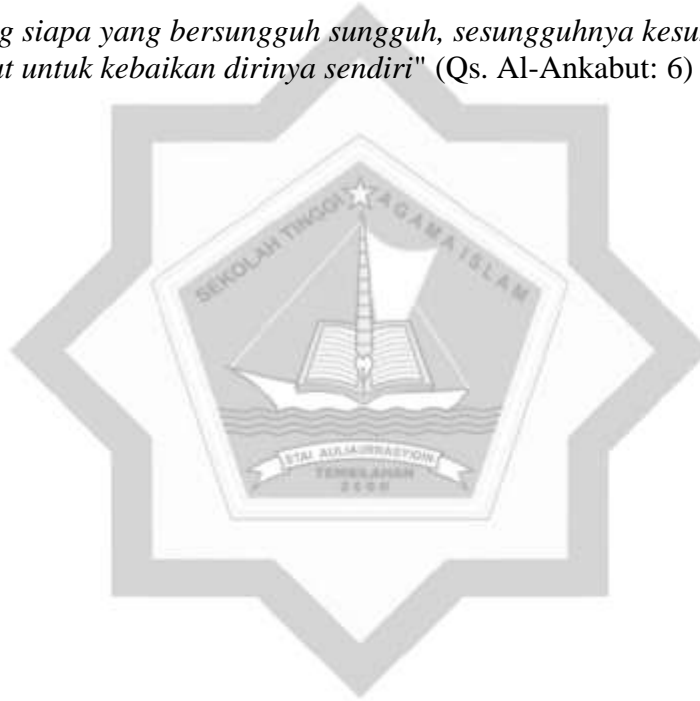 g siapa yang bersungguh sungguh, sesungguhnya kesu
ut untuk kebaikan dirinya sendiri" (Qs. Al-Ankabut: 6)
SEKOLAH TINGGI AGAMA ISLAM
STAI AULIAURRASYIDIN
TEMBILAHAN